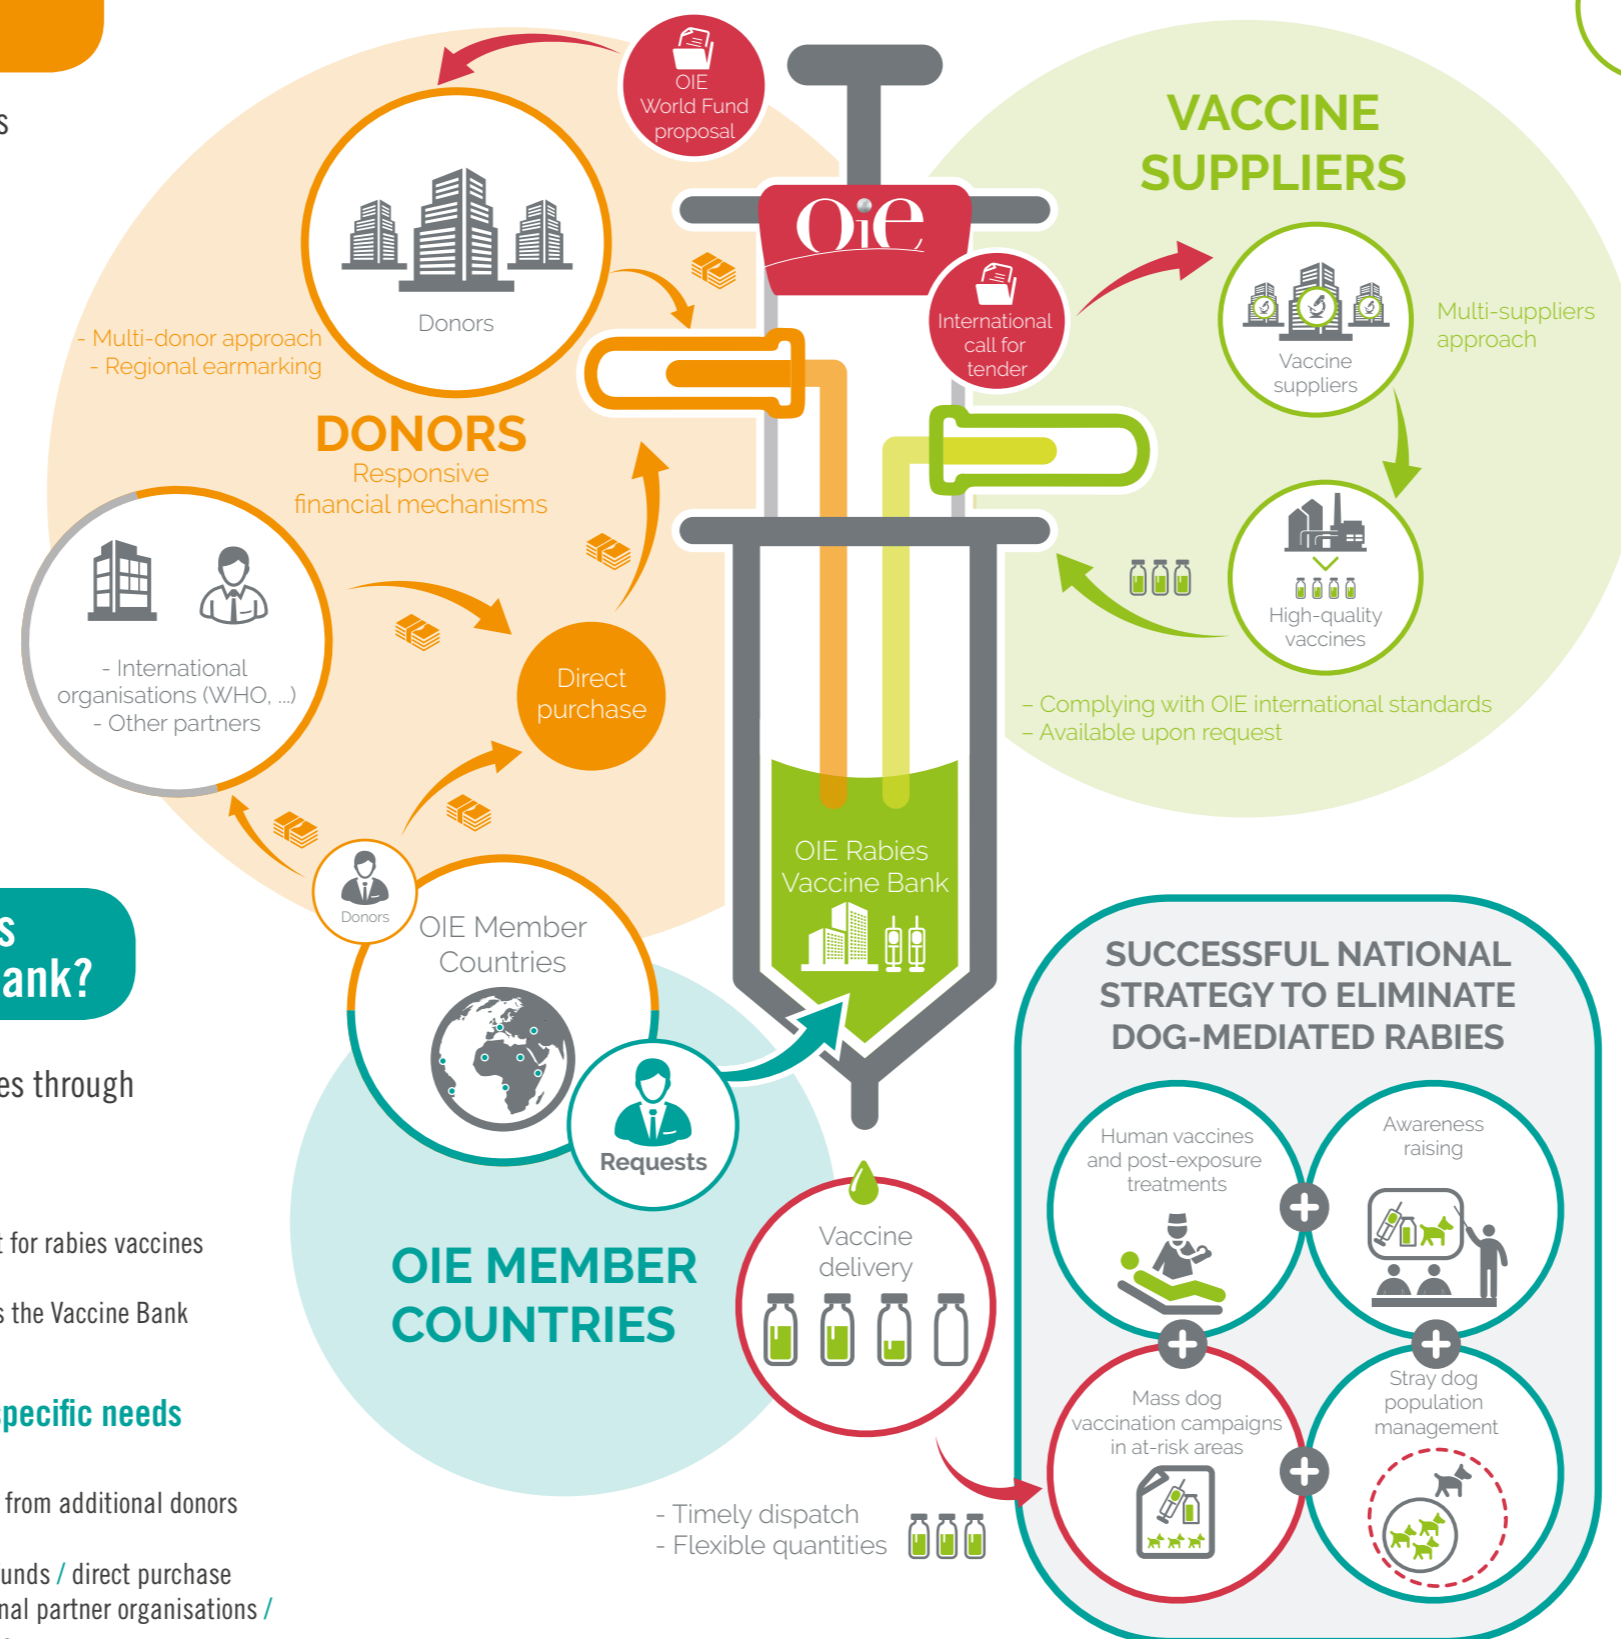 s
OIE
World Fund
proposal
OiE
VACCINE
SUPPLIERS
Donors
- Multi-donor approach
- Regional earmarking
DONORS
Responsive
financial mechanisms
International
call for
tender
Vaccine
suppliers
Multi-suppliers
approach
High-quality
vaccines
– Complying with OIE international standards
– Available upon request
- International
organisations (WHO, ...)
- Other partners
Direct
purchase
Donors
OIE Member
Countries
OIE Rabies
Vaccine Bank
Requests
OIE MEMBER
COUNTRIES
Vaccine
delivery
- Timely dispatch
- Flexible quantities
SUCCESSFUL NATIONAL
STRATEGY TO ELIMINATE
DOG-MEDIATED RABIES
Human vaccines
and post-exposure
treatments
Awareness
raising
Mass dog
vaccination campaigns
in at-risk areas
Stray dog
population
management
s
ank?
es through
t for rabies vaccines
s the Vaccine Bank
specific needs
from additional donors
unds / direct purchase
nal partner organisations /